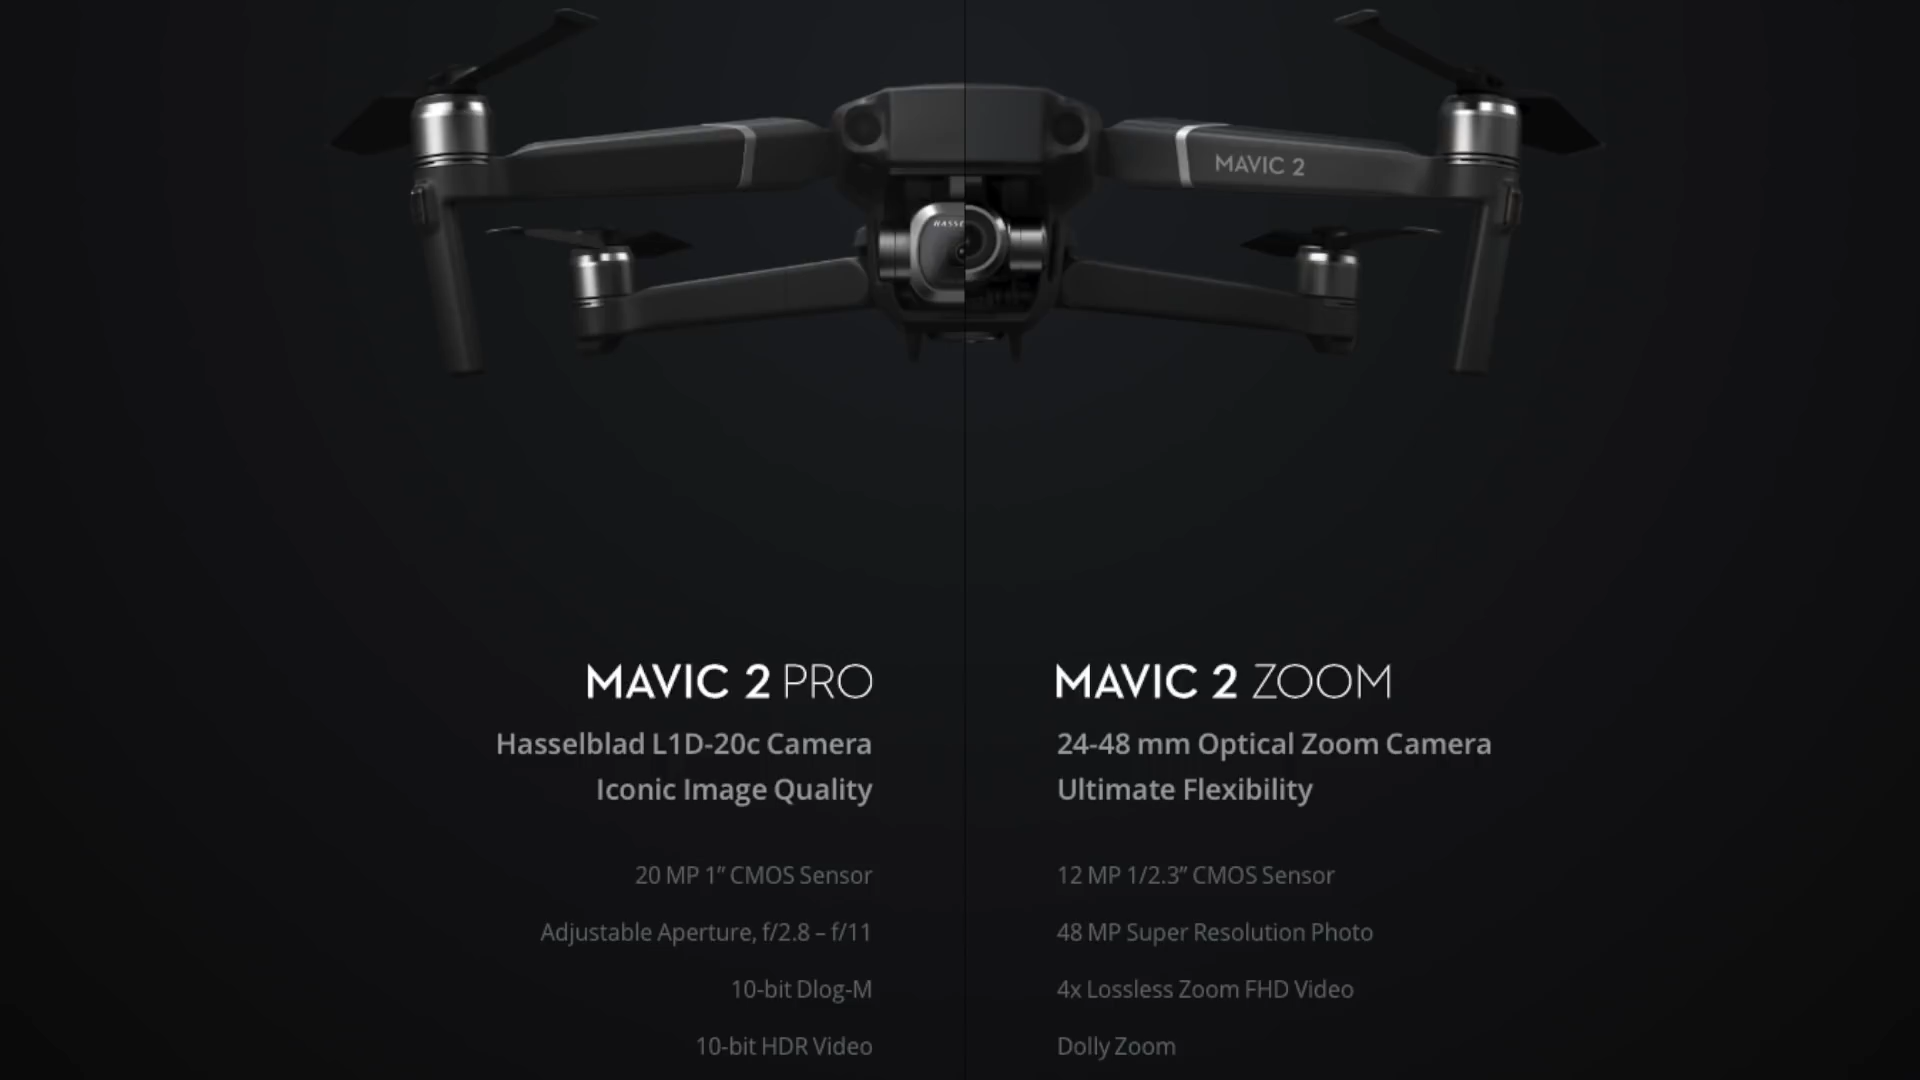 HASSE
MAVIC 2
MAVIC 2 PRO
Hasselblad L1D-20c Camera
Iconic Image Quality
20 MP 1” CMOS Sensor
Adjustable Aperture, f/2.8 – f/11
10-bit Dlog-M
10-bit HDR Video
MAVIC 2 ZOOM
24-48 mm Optical Zoom Camera
Ultimate Flexibility
12 MP 1/2.3” CMOS Sensor
48 MP Super Resolution Photo
4x Lossless Zoom FHD Video
Dolly Zoom